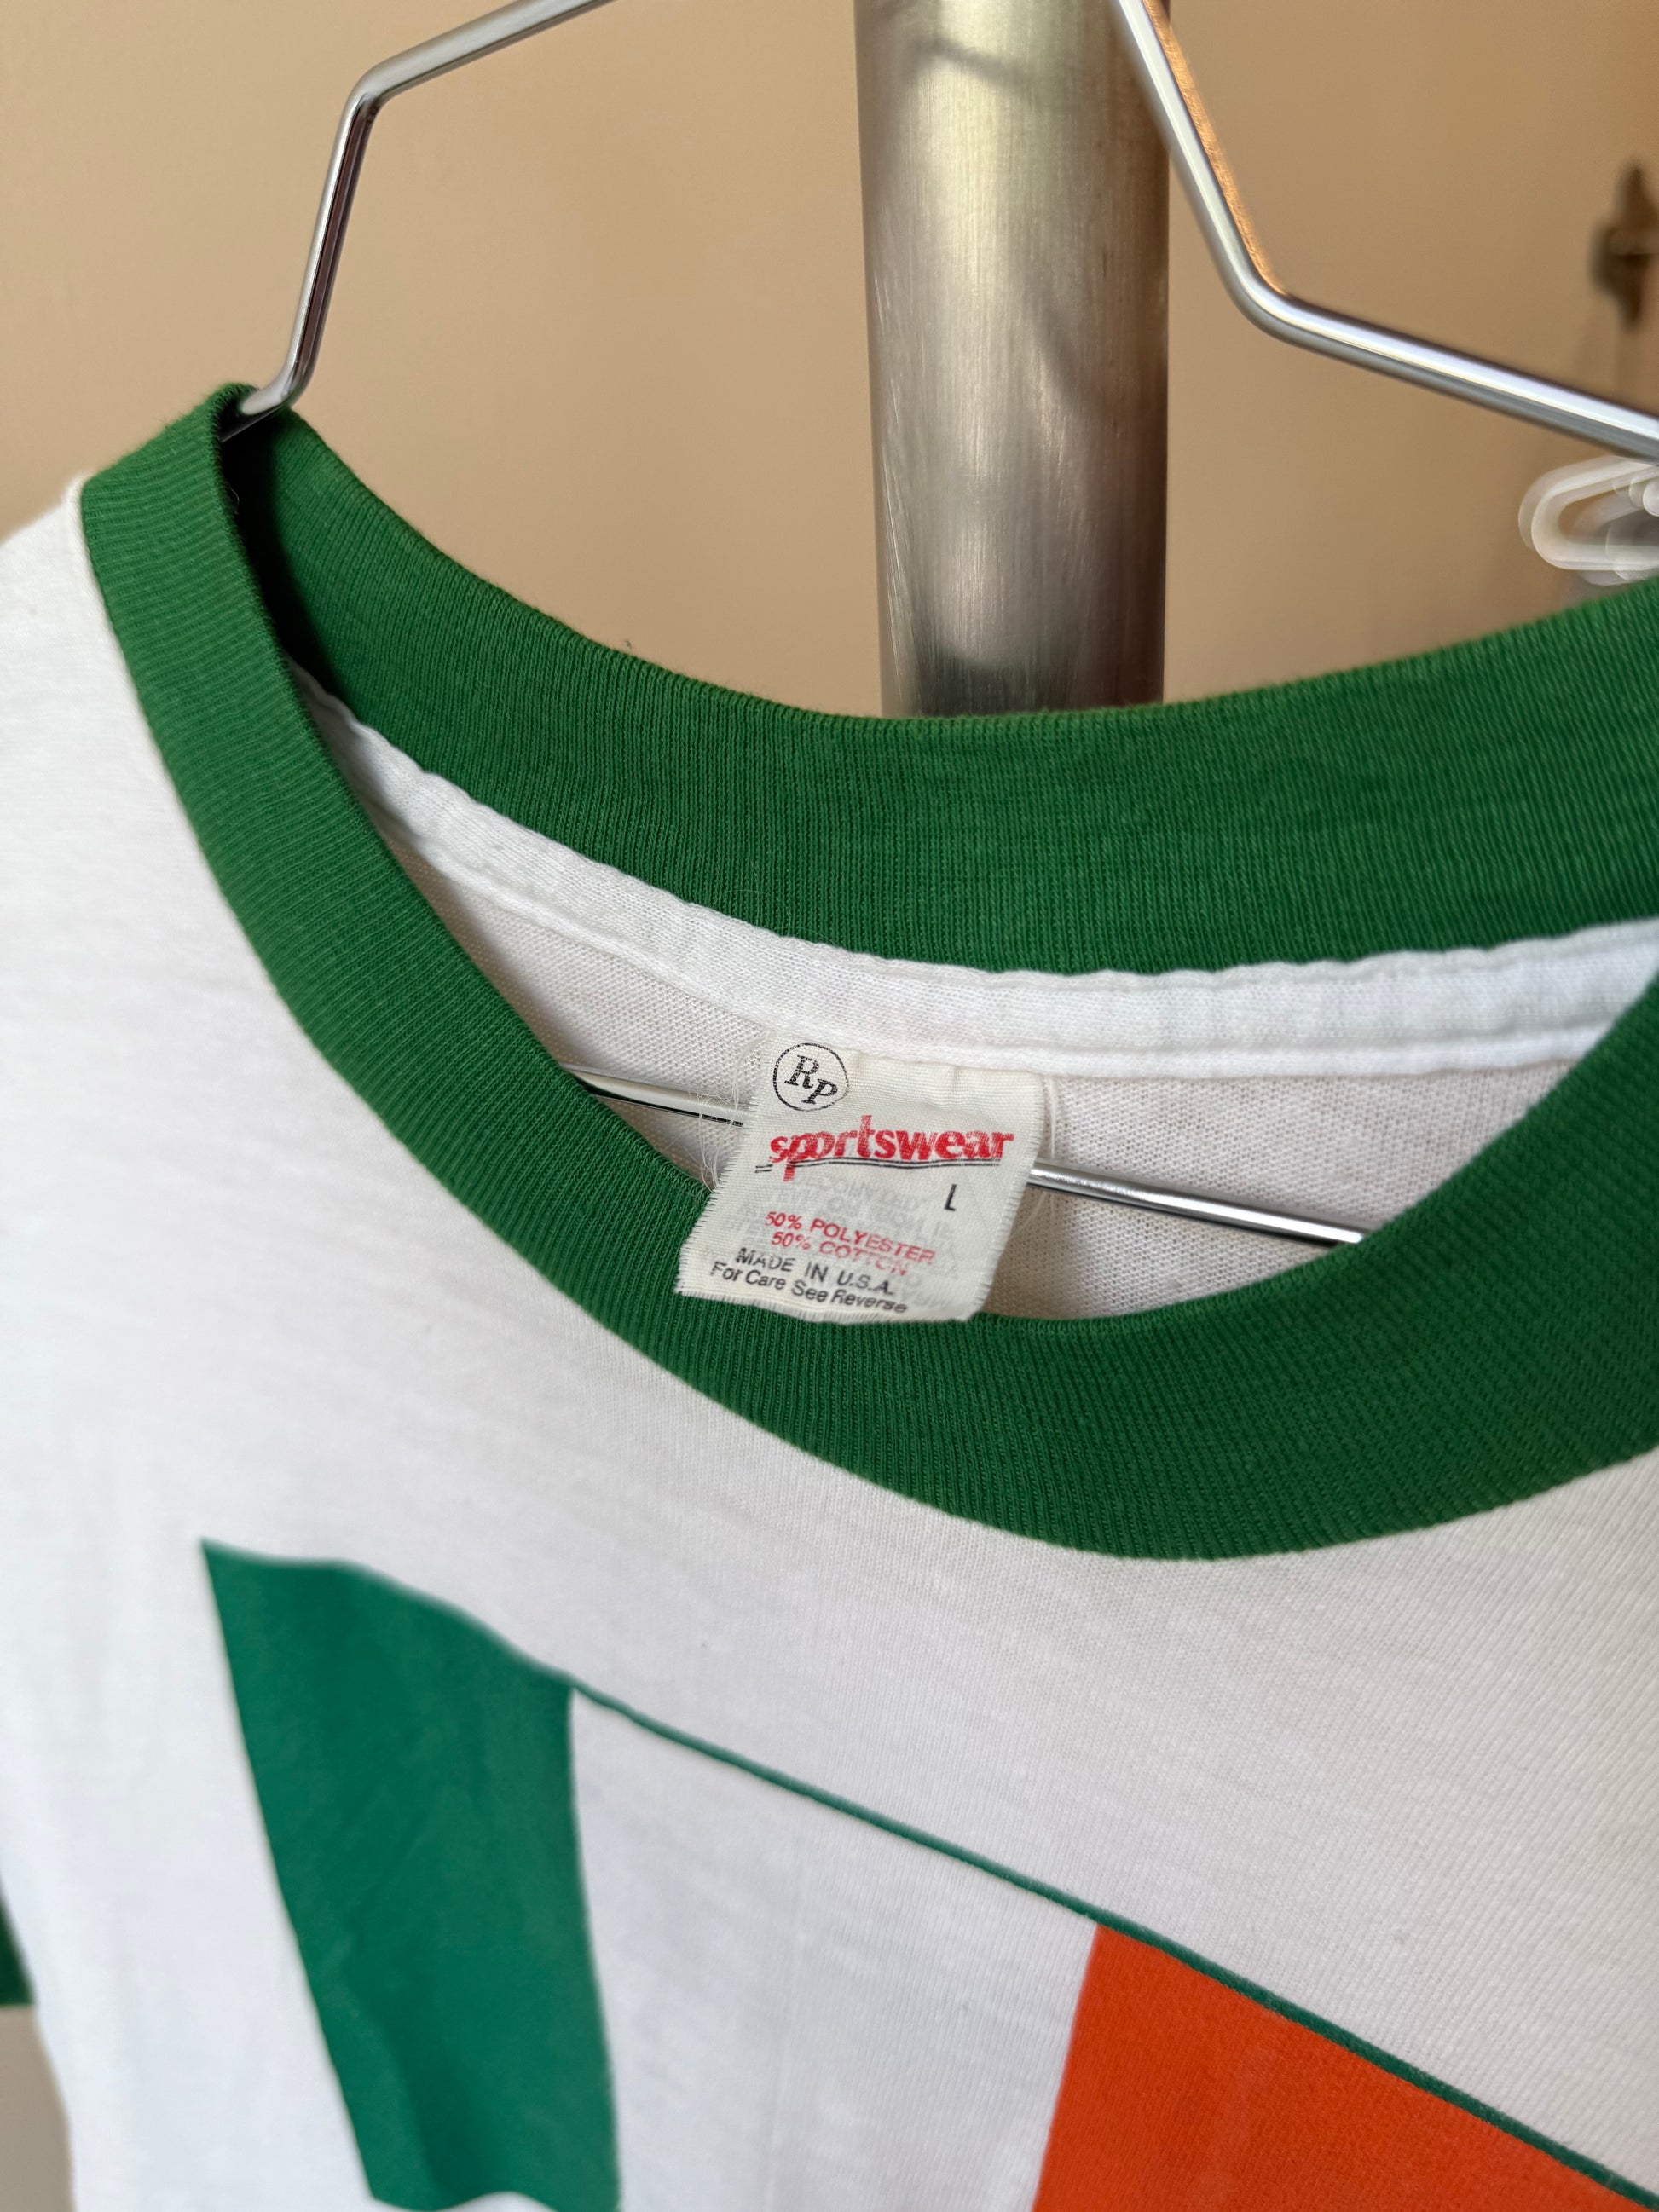 RP
sportswear
L
50% POLYESTER
50% COTTON
MADE IN U.S.A.
For Care See Reverse